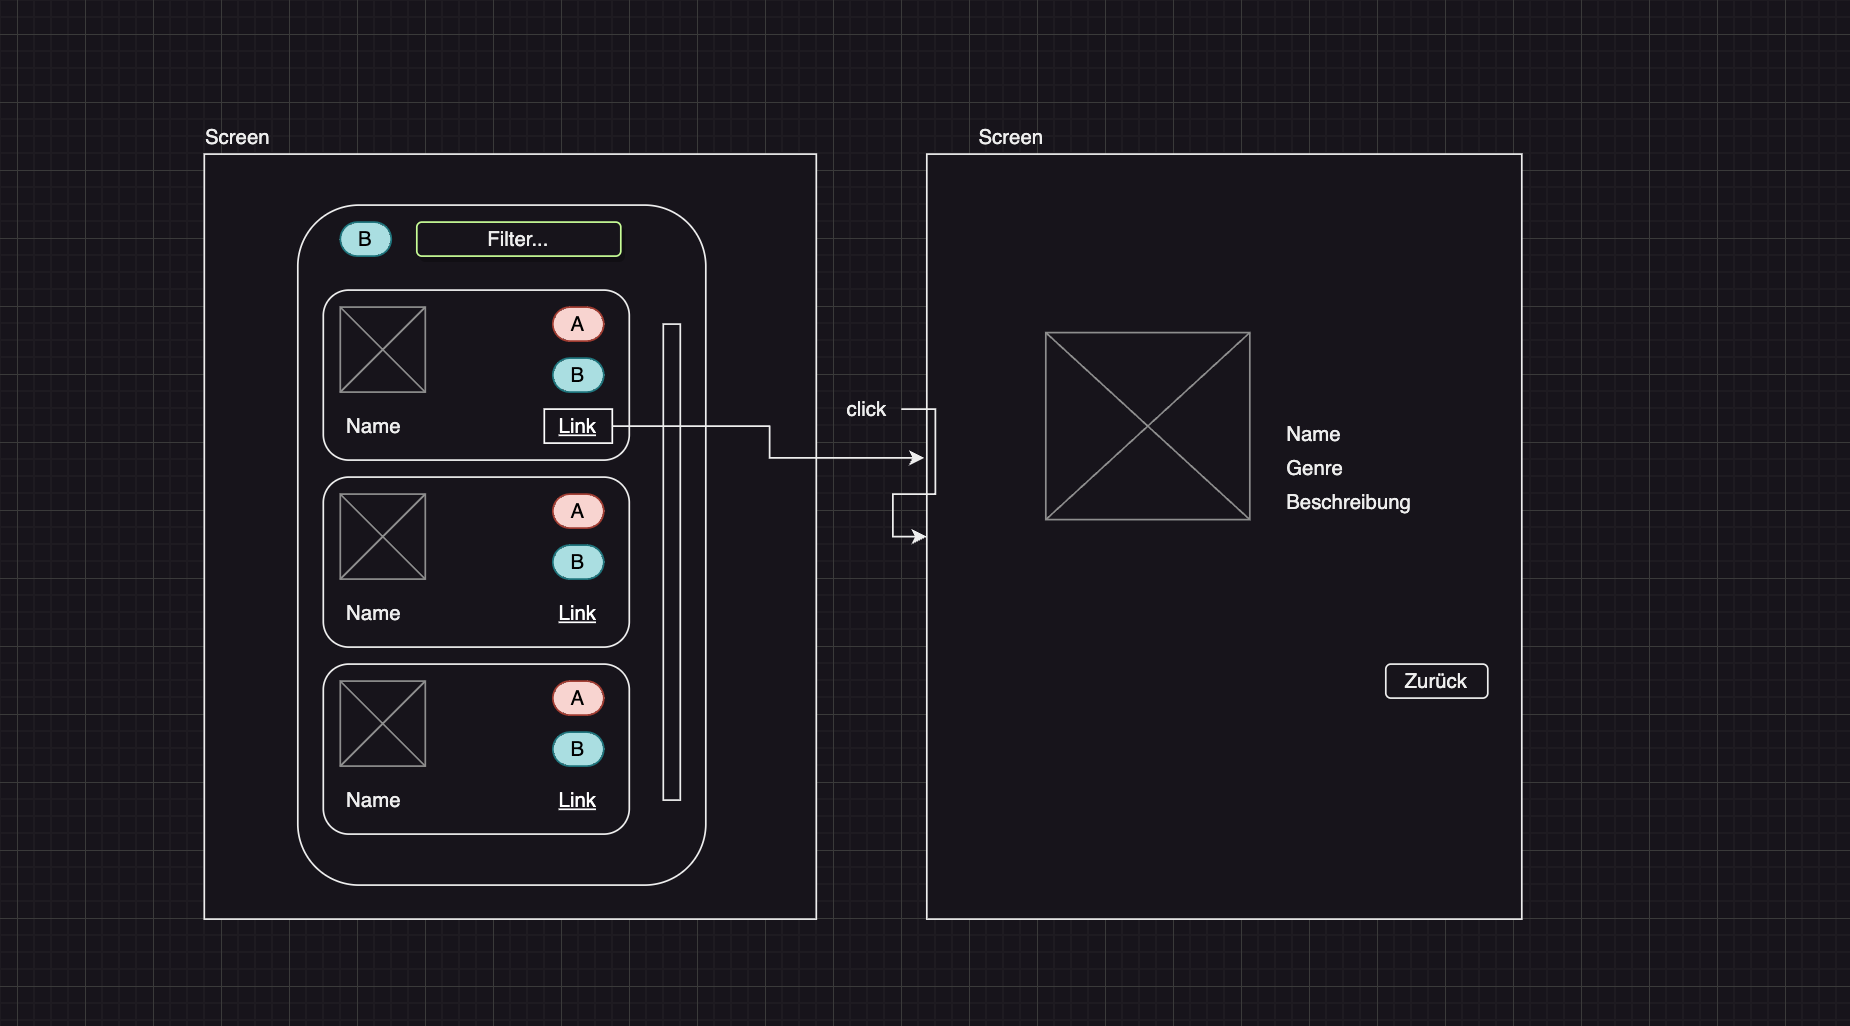 Screen
B
Filter...
A
B
Name
Link
A
B
Name
Link
A
B
Name
Link
click
Screen
Name
Genre
Beschreibung
Zurück